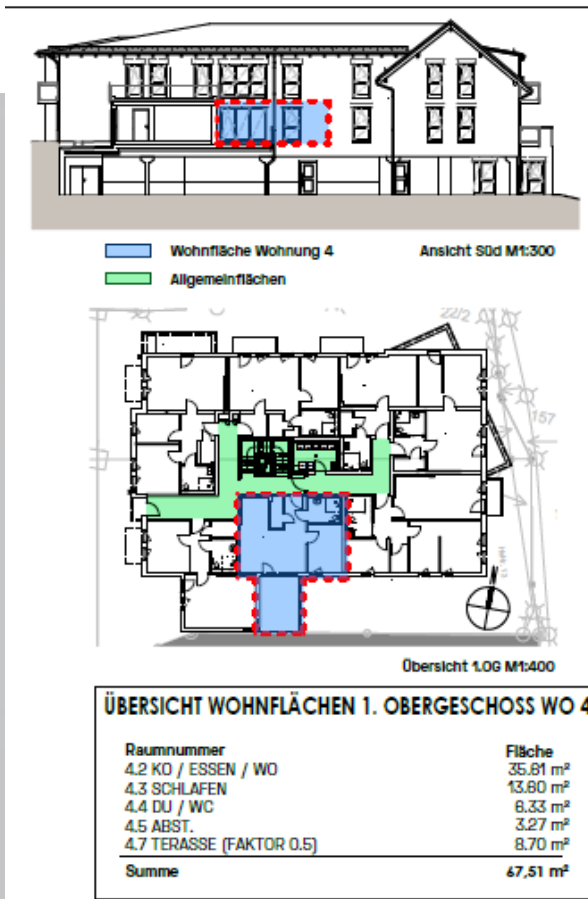 Wohnfläche Wohnung 4 Ansicht Süd M1:300
Allgemeinflächen
22/2
157
Übersicht 1.OG M1:400
ÜBERSICHT WOHNFLÄCHEN 1. OBERGESCHOSS WO 4
Raumnummer Fläche
4.2 KO / ESSEN / WO 35.61 m²
4.3 SCHLAFEN 13.60 m²
4.4 DU / WC 6.33 m²
4.5 ABST. 3.27 m²
4.7 TERASSE (FAKTOR 0.5) 8.70 m²
Summe 67,51 m²